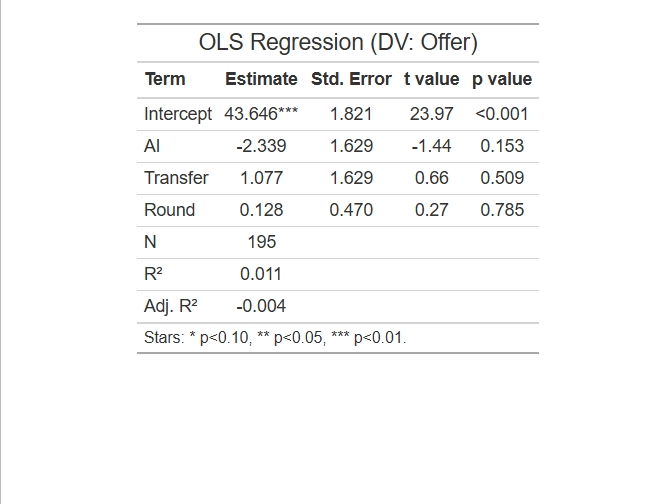 OLS Regression (DV: Offer)
Term Estimate Std. Error t value p value
Intercept 43.646*** 1.821 23.97 <0.001
AI -2.339 1.629 -1.44 0.153
Transfer 1.077 1.629 0.66 0.509
Round 0.128 0.470 0.27 0.785
N 195
R² 0.011
Adj. R² -0.004
Stars: * p<0.10, ** p<0.05, *** p<0.01.